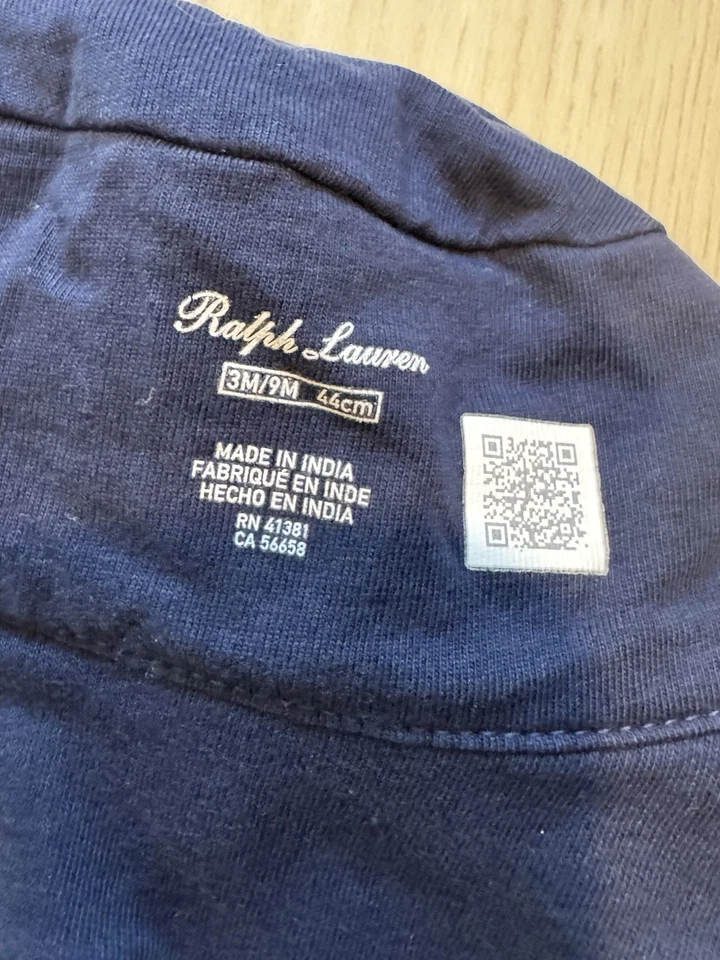 Ralph Lauren
3M/9M 44cm
MADE IN INDIA
FABRIQUÉ EN INDE
HECHO EN INDIA
RN 41381
CA 56658